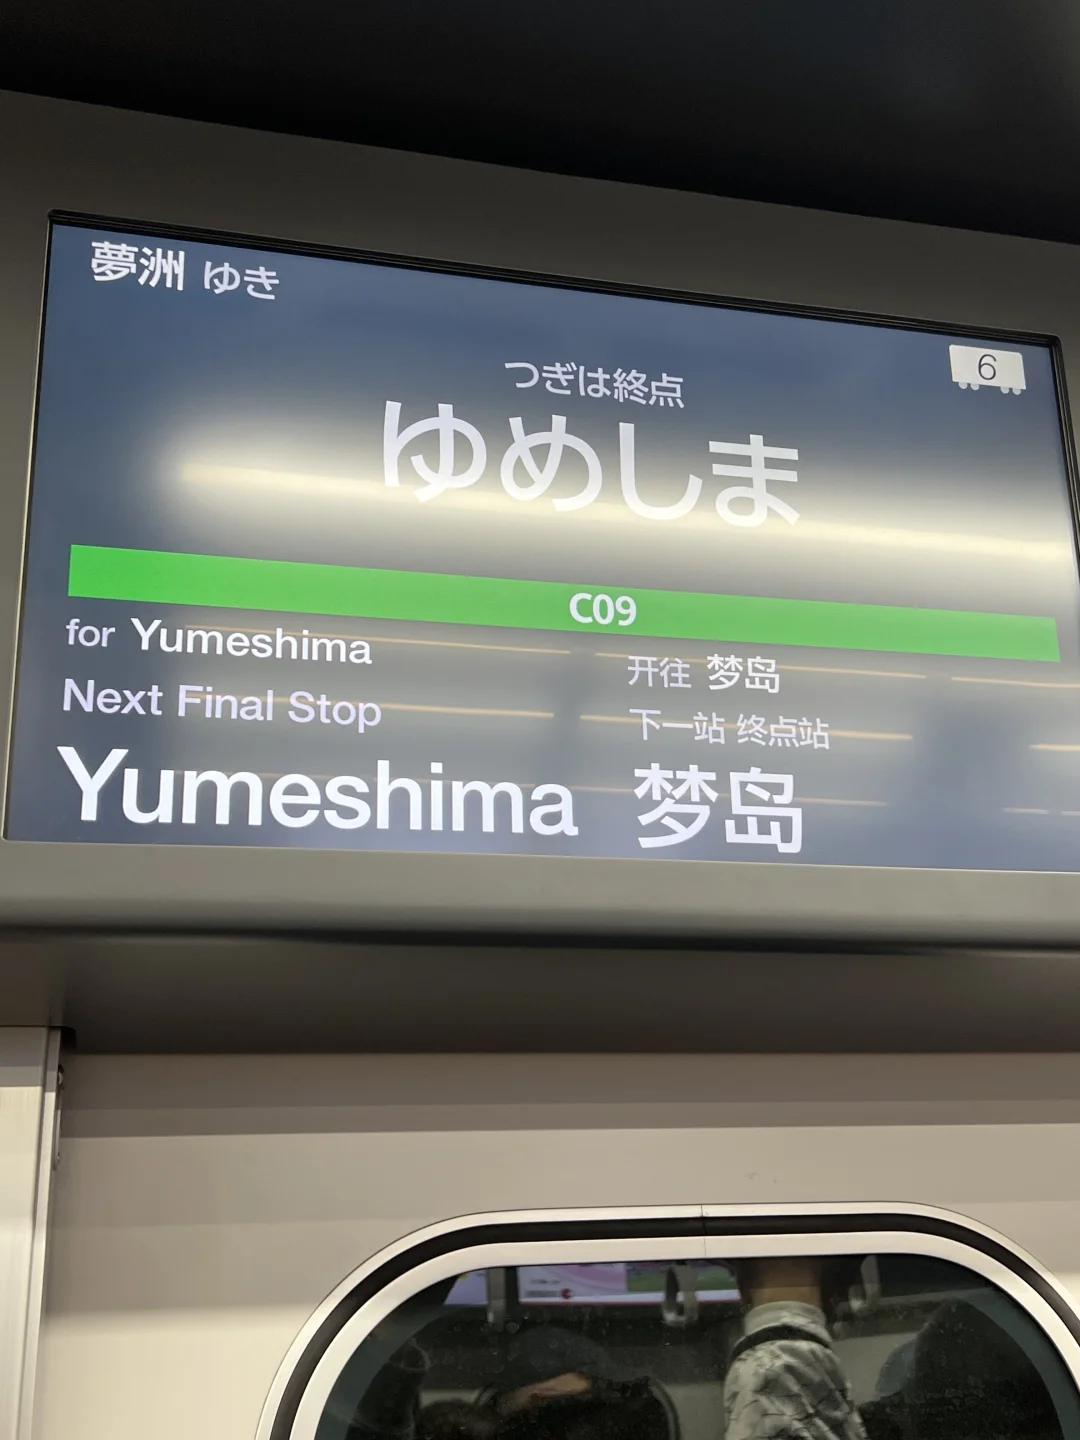 夢洲 ゆき
6
つぎは終点
ゆめしま
C09
for Yumeshima
Next Final Stop
Yumeshima
开往 梦岛
下一站 终点站
梦岛